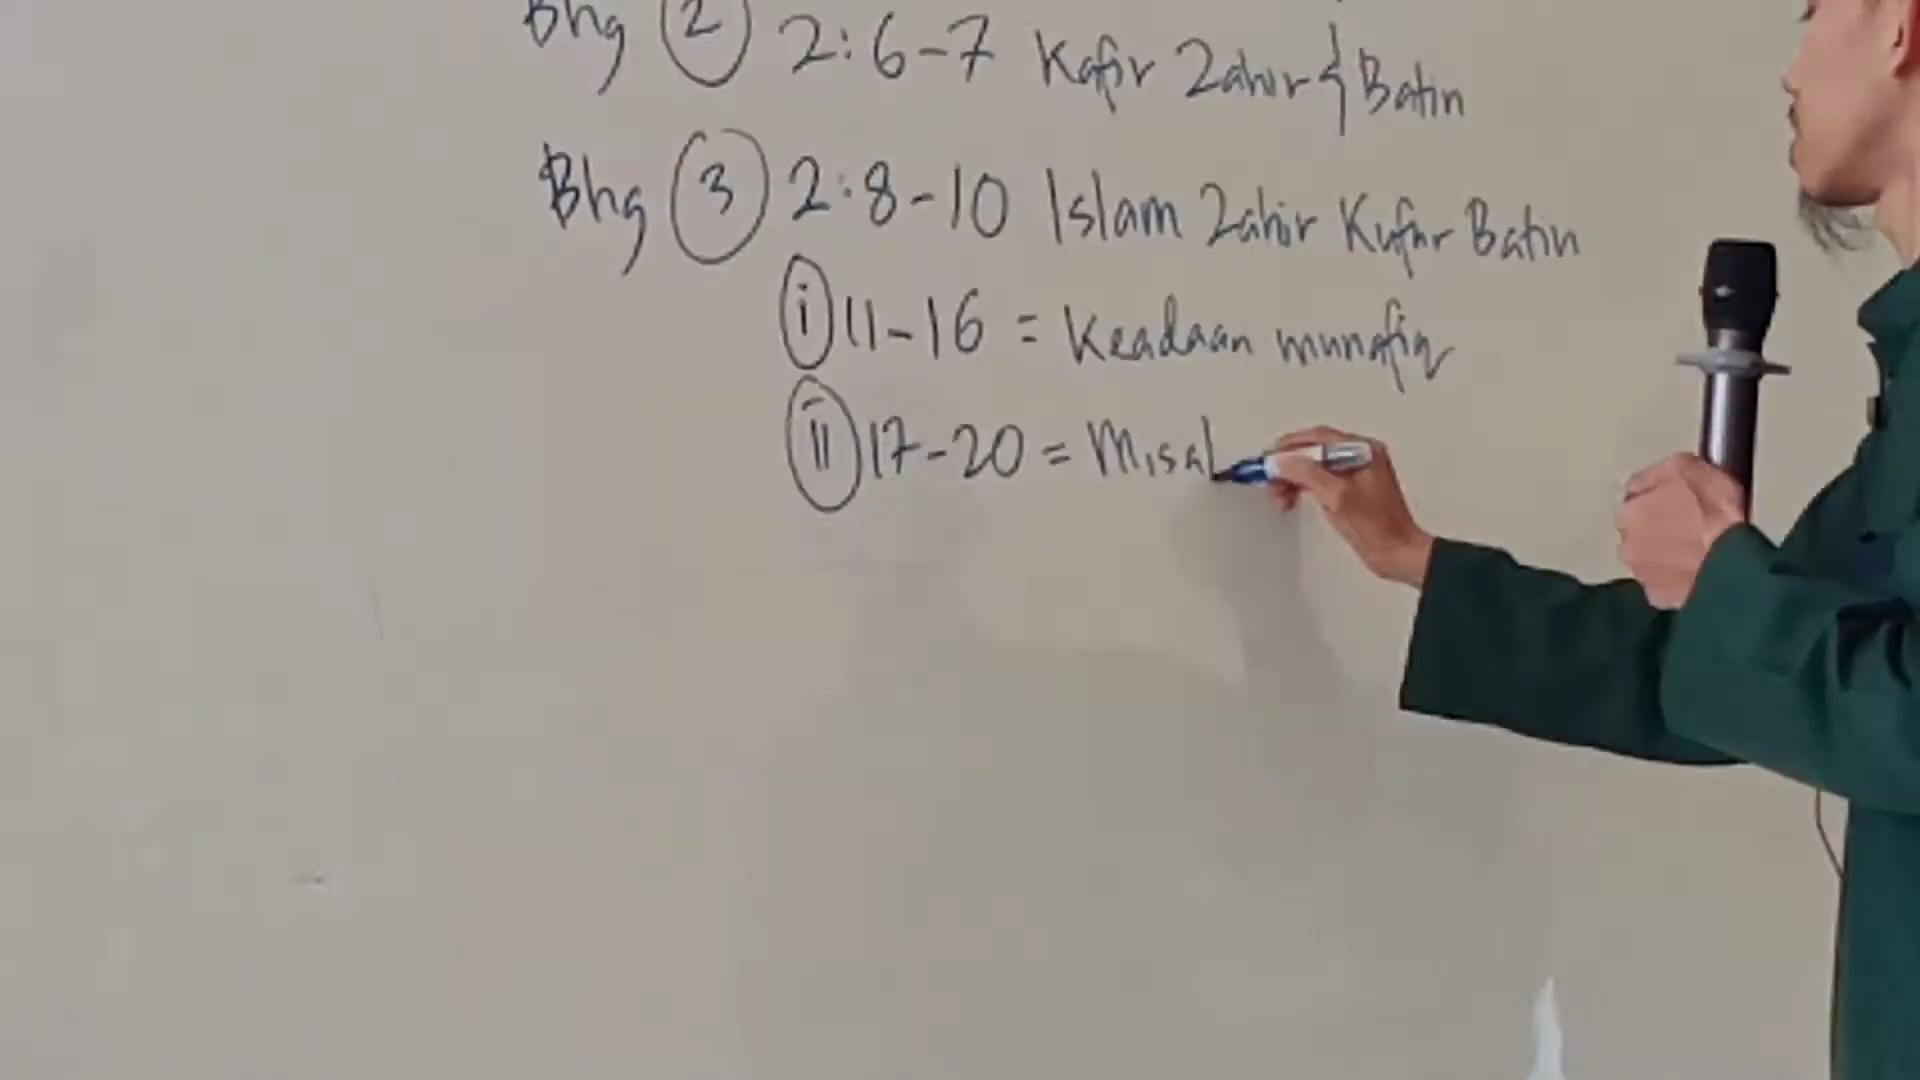 Bhg 2 2:6-7 Kafir Zahir & Batin
Bhg 3 2:8-10 Islam Zahir Kufur Batin
i 11-16 = Keadaan munafiq
ii 17-20 = Misal